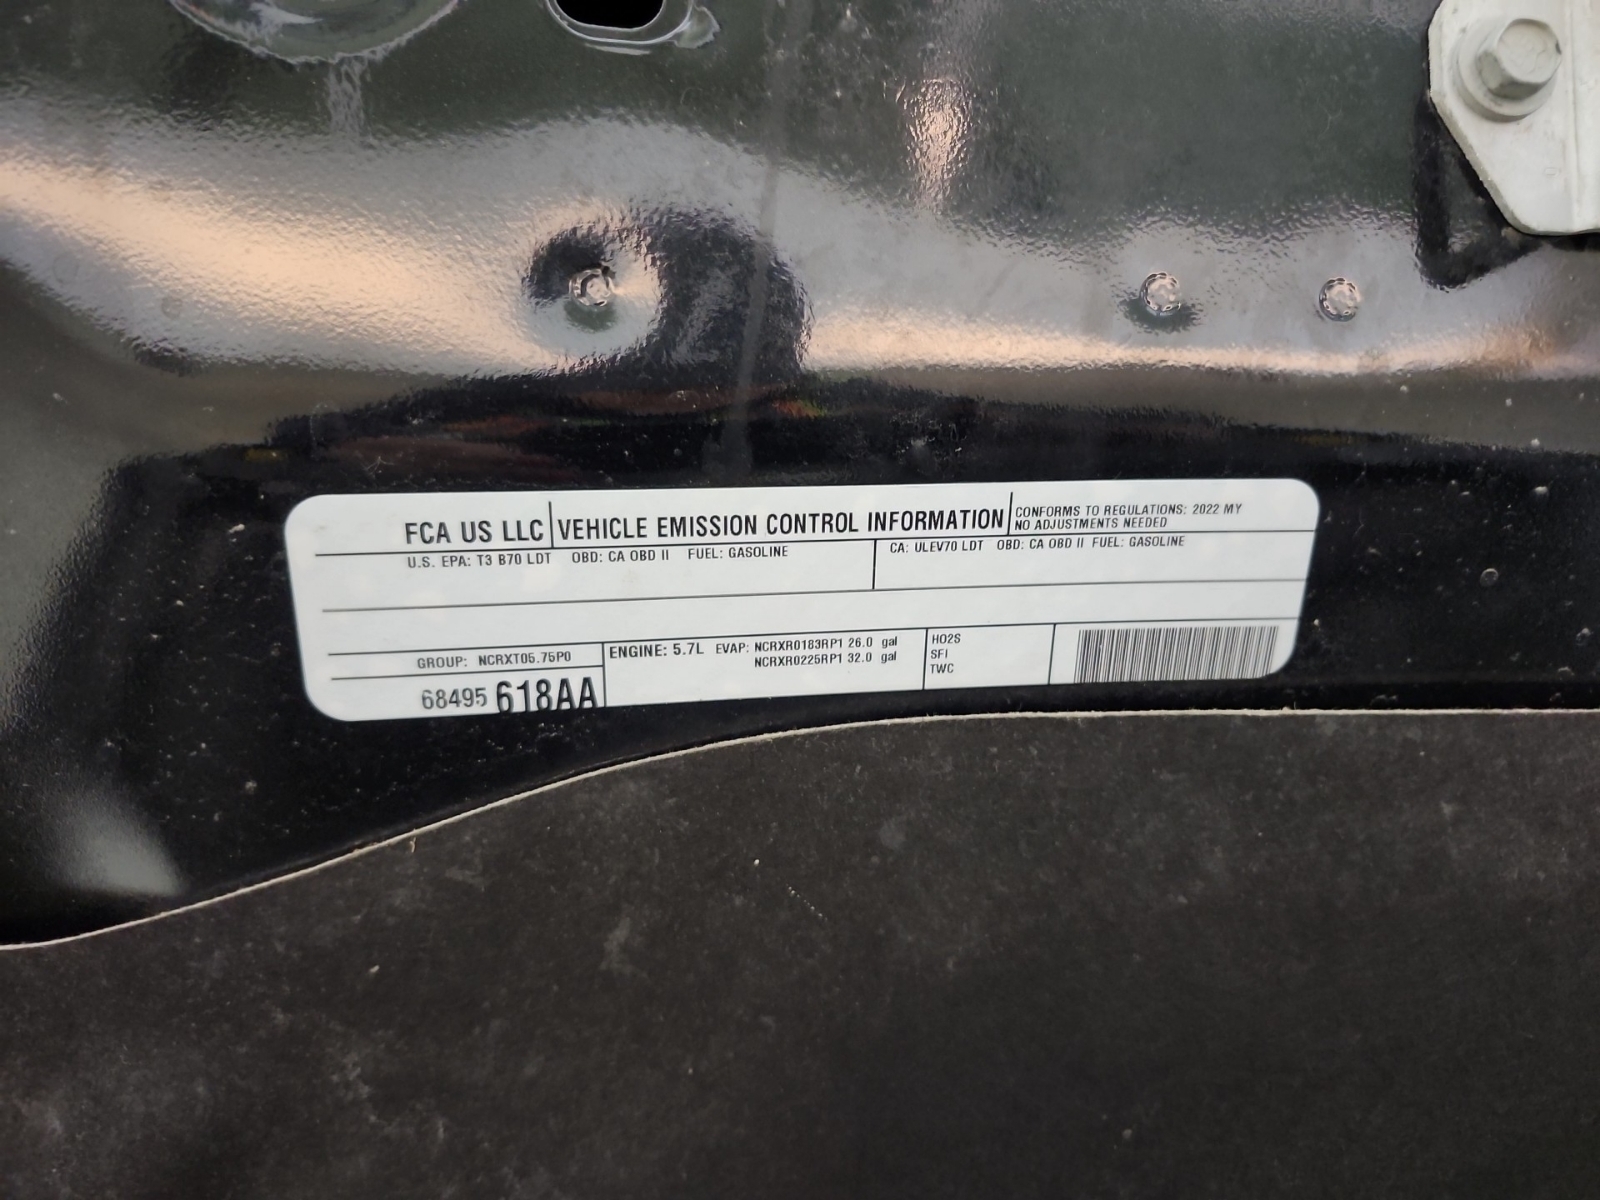 FCA US LLC VEHICLE EMISSION CONTROL INFORMATION CONFORMS TO REGULATIONS: 2022 MY
NO ADJUSTMENTS NEEDED
U.S. EPA: T3 B70 LDT OBD: CA OBD II FUEL: GASOLINE CA: ULEV70 LDT OBD: CA OBD II FUEL: GASOLINE
GROUP: NCRXT05.75P0
68495 618AA
ENGINE: 5.7L EVAP: NCRXR0183RP1 26.0 gal
NCRXR0225RP1 32.0 gal
HO2S
SFI
TWC